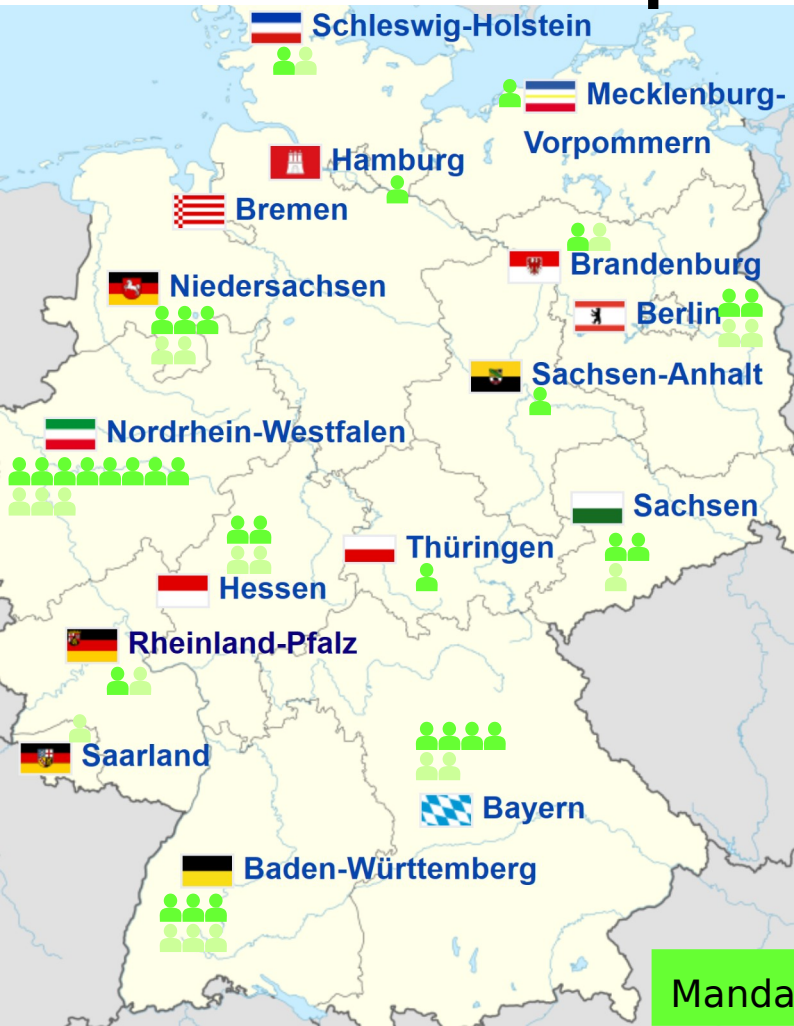 Schleswig-Holstein
Mecklenburg-
Vorpommern
Hamburg
Bremen
Brandenburg
Niedersachsen
Berlin
Sachsen-Anhalt
Nordrhein-Westfalen
Sachsen
Thüringen
Hessen
Rheinland-Pfalz
Saarland
Bayern
Baden-Württemberg
Manda